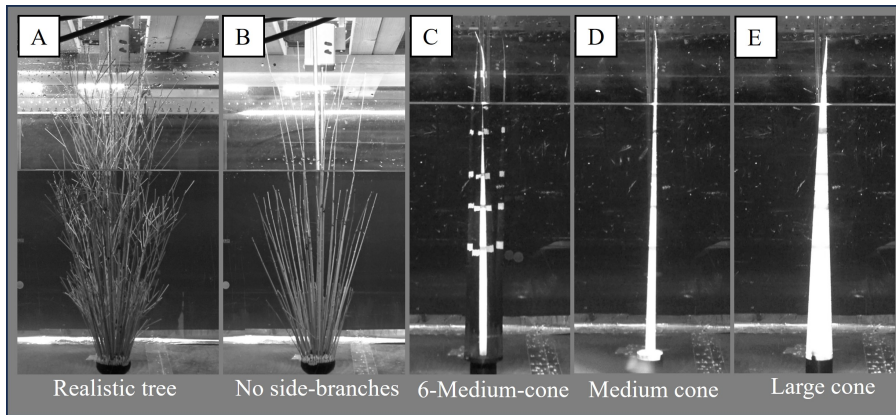 A
B
C
D
E
Realistic tree
No side-branches
6-Medium-cone
Medium cone
Large cone